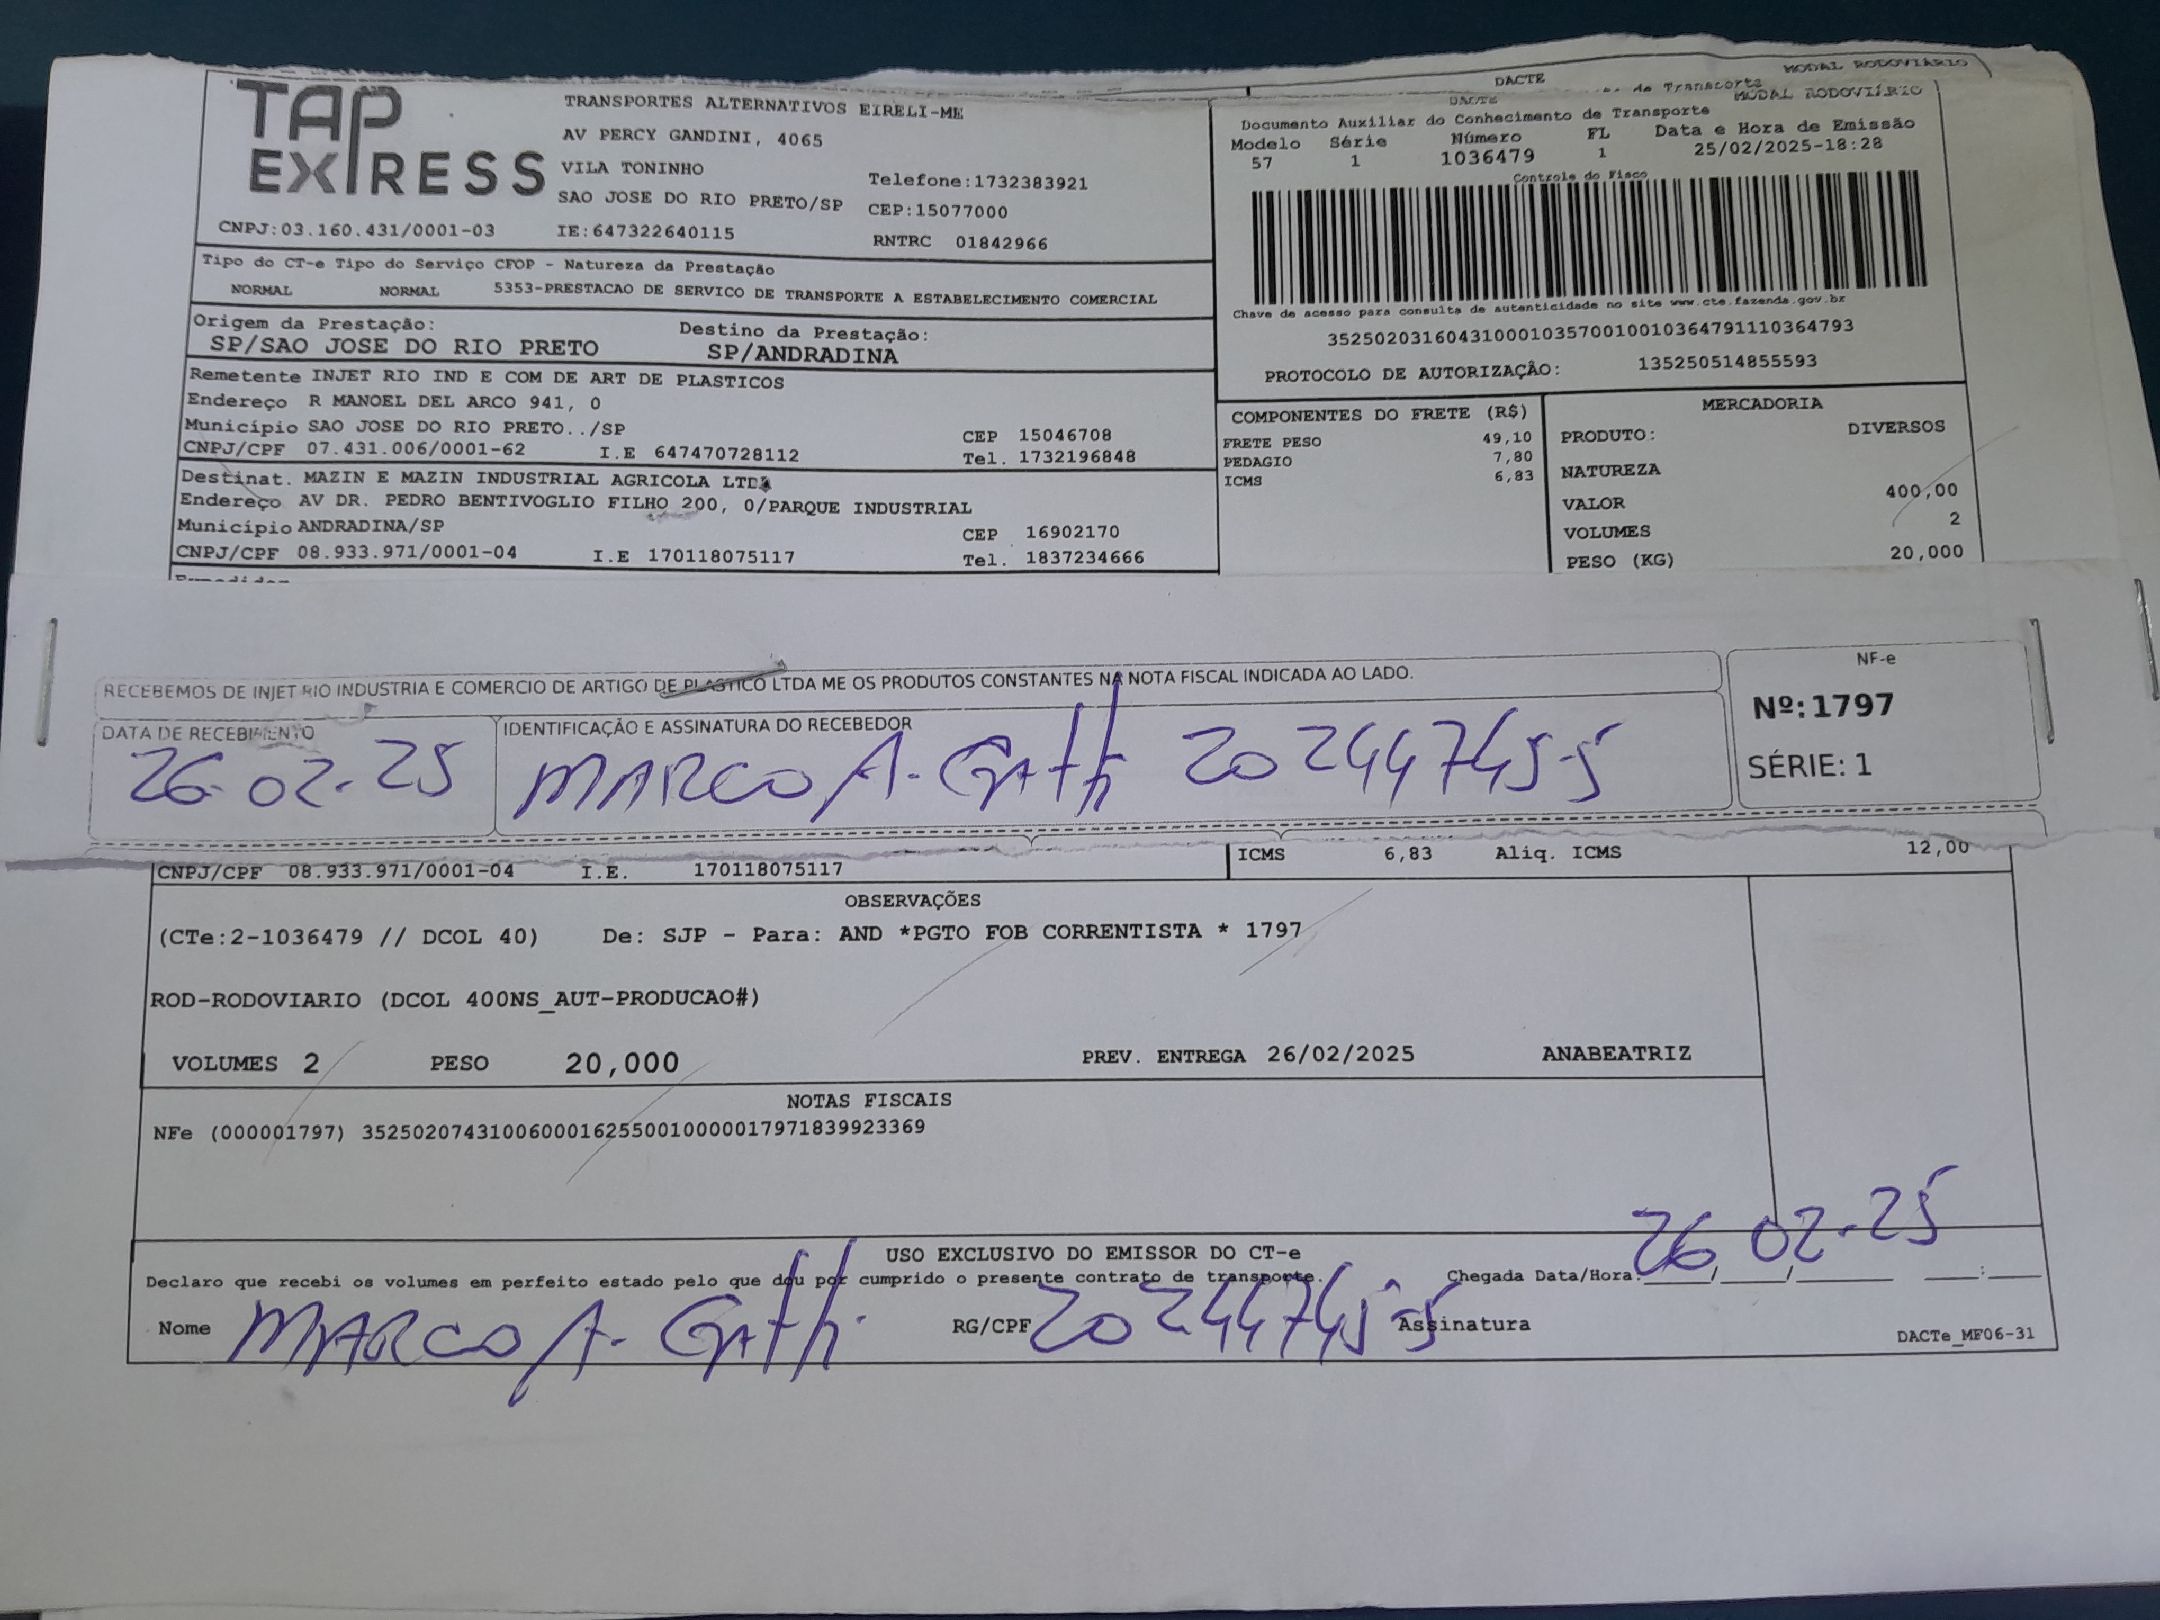 DACTE MODAL RODOVIÁRIO
de Transporte
TAP EXPRESS
TRANSPORTES ALTERNATIVOS EIRELI-ME
AV PERCY GANDINI, 4065
VILA TONINHO
Telefone:1732383921
SAO JOSE DO RIO PRETO/SP CEP:15077000
CNPJ:03.160.431/0001-03 IE:647322640115 RNTRC 01842966
DACTE MODAL RODOVIÁRIO
Documento Auxiliar do Conhecimento de Transporte
Modelo Série Número FL Data e Hora de Emissão
57 1 1036479 1 25/02/2025-18:28
Controle do Fisco
Chave de acesso para consulta de autenticidade no site www.cte.fazenda.gov.br
35250203160431000103570010010364791110364793
PROTOCOLO DE AUTORIZAÇÃO: 135250514855593
Tipo do CT-e Tipo do Serviço CFOP - Natureza da Prestação
NORMAL NORMAL 5353-PRESTACAO DE SERVICO DE TRANSPORTE A ESTABELECIMENTO COMERCIAL
Origem da Prestação: Destino da Prestação:
SP/SAO JOSE DO RIO PRETO SP/ANDRADINA
Remetente INJET RIO IND E COM DE ART DE PLASTICOS
Endereço R MANOEL DEL ARCO 941, 0
Município SAO JOSE DO RIO PRETO../SP CEP 15046708
CNPJ/CPF 07.431.006/0001-62 I.E 647470728112 Tel. 1732196848
Destinat. MAZIN E MAZIN INDUSTRIAL AGRICOLA LTDA
Endereço AV DR. PEDRO BENTIVOGLIO FILHO 200, 0/PARQUE INDUSTRIAL
Município ANDRADINA/SP CEP 16902170
CNPJ/CPF 08.933.971/0001-04 I.E 170118075117 Tel. 1837234666
COMPONENTES DO FRETE (R$)
FRETE PESO 49,10
PEDAGIO 7,80
ICMS 6,83
MERCADORIA
PRODUTO: DIVERSOS
NATUREZA
VALOR 400,00
VOLUMES 2
PESO (KG) 20,000
RECEBEMOS DE INJET RIO INDUSTRIA E COMERCIO DE ARTIGO DE PLASTICO LTDA ME OS PRODUTOS CONSTANTES NA NOTA FISCAL INDICADA AO LADO.
DATA DE RECEBIMENTO IDENTIFICAÇÃO E ASSINATURA DO RECEBEDOR
26.02.25 MARCO A. 20244745-5
NF-e
Nº:1797
SÉRIE: 1
CNPJ/CPF 08.933.971/0001-04 I.E. 170118075117 ICMS 6,83 Aliq. ICMS 12,00
OBSERVAÇÕES
(CTe:2-1036479 // DCOL 40) De: SJP - Para: AND *PGTO FOB CORRENTISTA * 1797
ROD-RODOVIARIO (DCOL 400NS_AUT-PRODUCAO#)
VOLUMES 2 PESO 20,000 PREV. ENTREGA 26/02/2025 ANABEATRIZ
NOTAS FISCAIS
NFe (000001797) 35250207431006000162550010000017971839923369
USO EXCLUSIVO DO EMISSOR DO CT-e
Declaro que recebi os volumes em perfeito estado pelo que dou por cumprido o presente contrato de transporte. Chegada Data/Hora: 26 02.25
Nome MARCO A. RG/CPF 20244745-5 Assinatura
DACTe_MF06-31